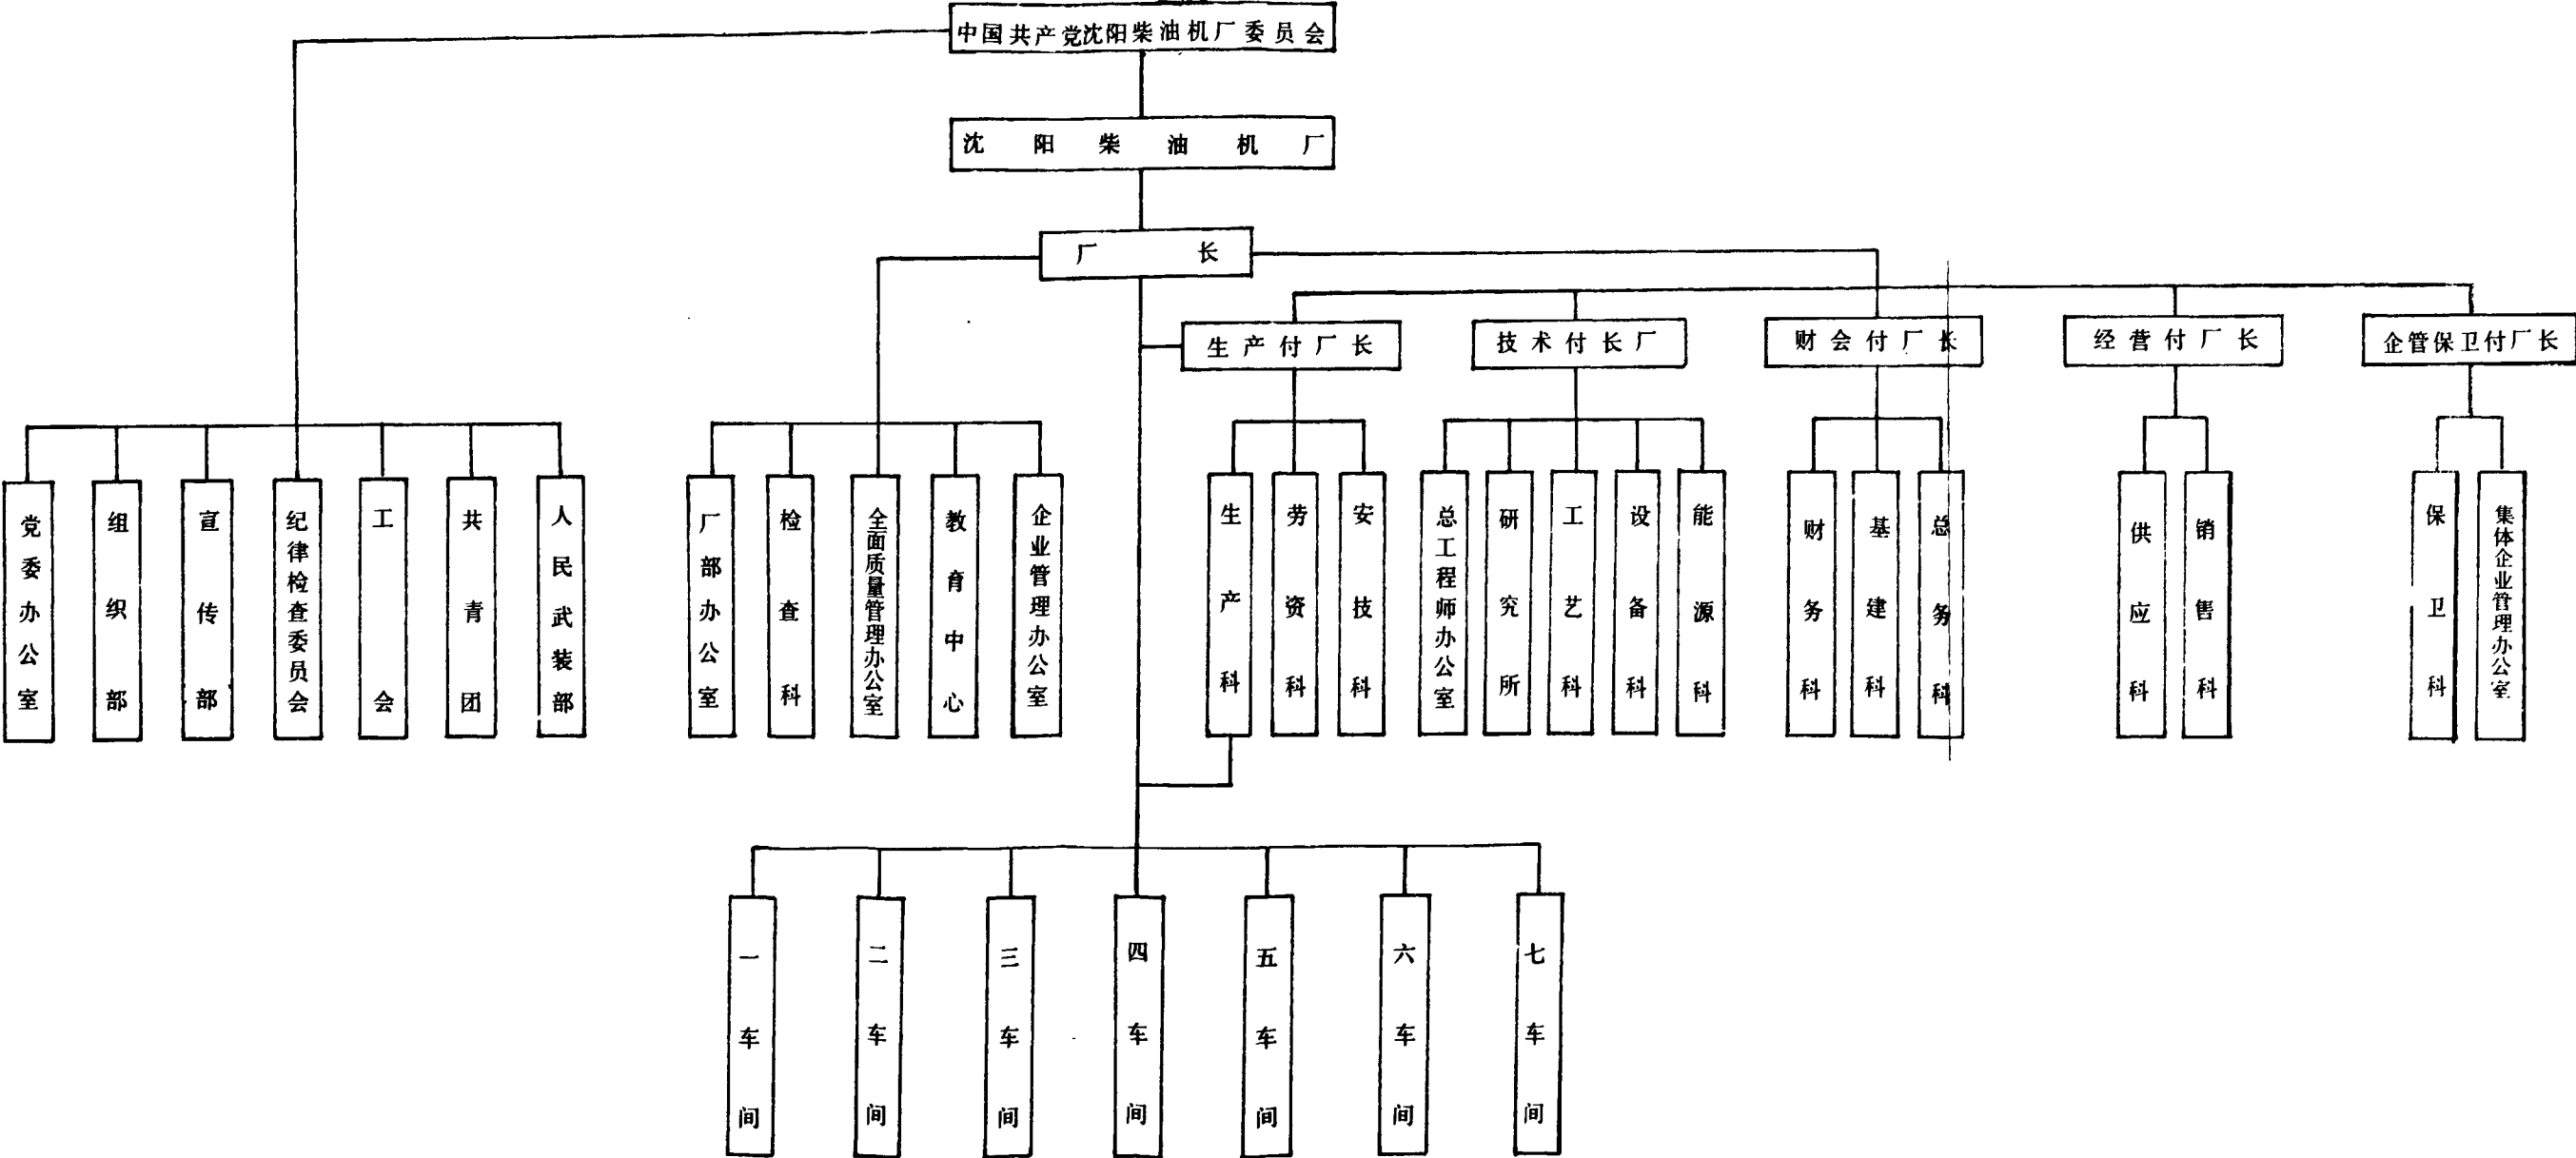 中国共产党沈阳柴油机厂委员会
沈阳柴油机厂
厂长
生产付厂长
技术付长厂
财会付厂长
经营付厂长
企管保卫付厂长
党委办公室
组织部
宣传部
纪律检查委员会
工会
共青团
人民武装部
厂部办公室
检查科
全面质量管理办公室
教育中心
企业管理办公室
生产科
劳资科
安技科
总工程师办公室
研究所
工艺科
设备科
能源科
财务科
基建科
总务科
供应科
销售科
保卫科
集体企业管理办公室
一车间
二车间
三车间
四车间
五车间
六车间
七车间